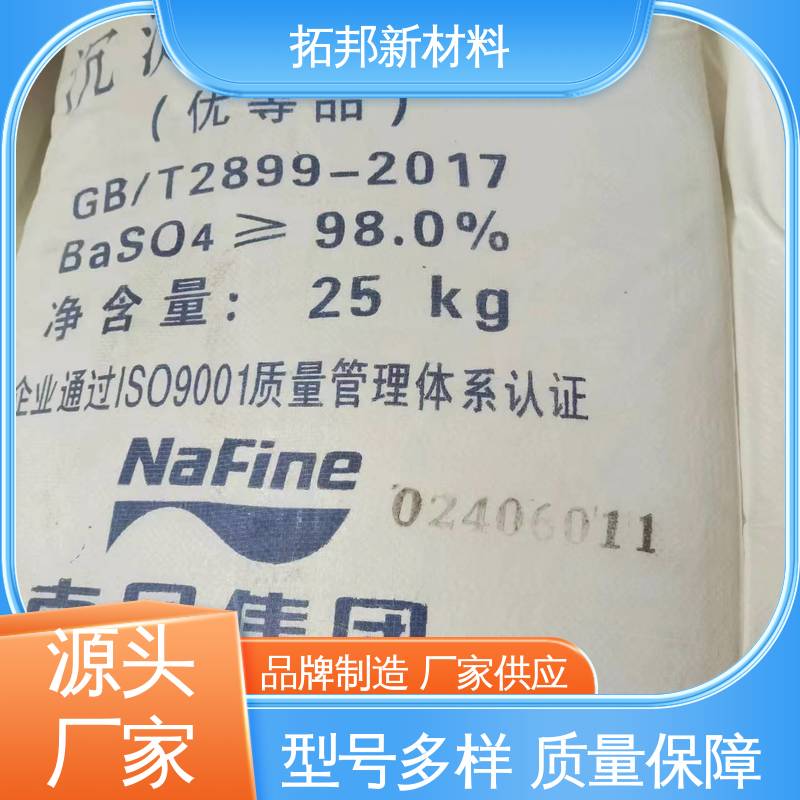 拓邦新材料
沉
(优等品)
GB/T2899-2017
BaSO4 ≥ 98.0%
净含量: 25 kg
企业通过ISO9001质量管理体系认证
NaFine
02406011
集团
源头
厂家
品牌制造 厂家供应
型号多样 质量保障